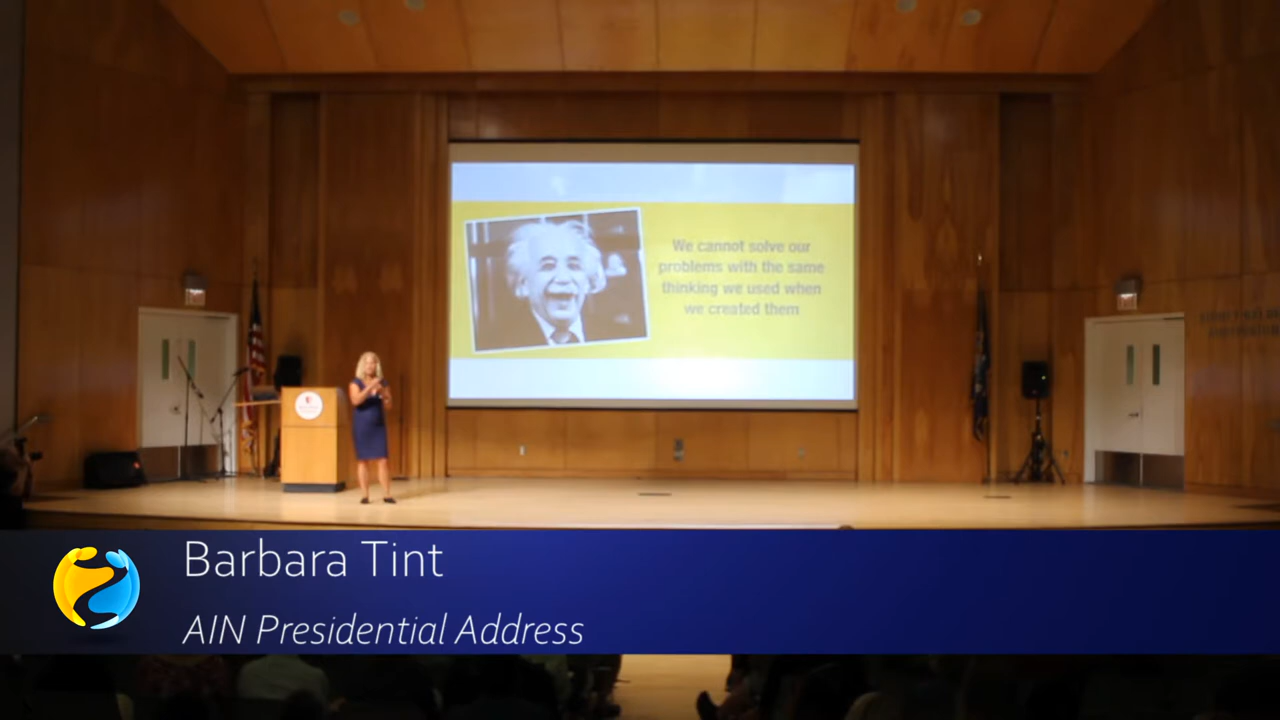 We cannot solve our
problems with the same
thinking we used when
we created them
Barbara Tint
AIN Presidential Address